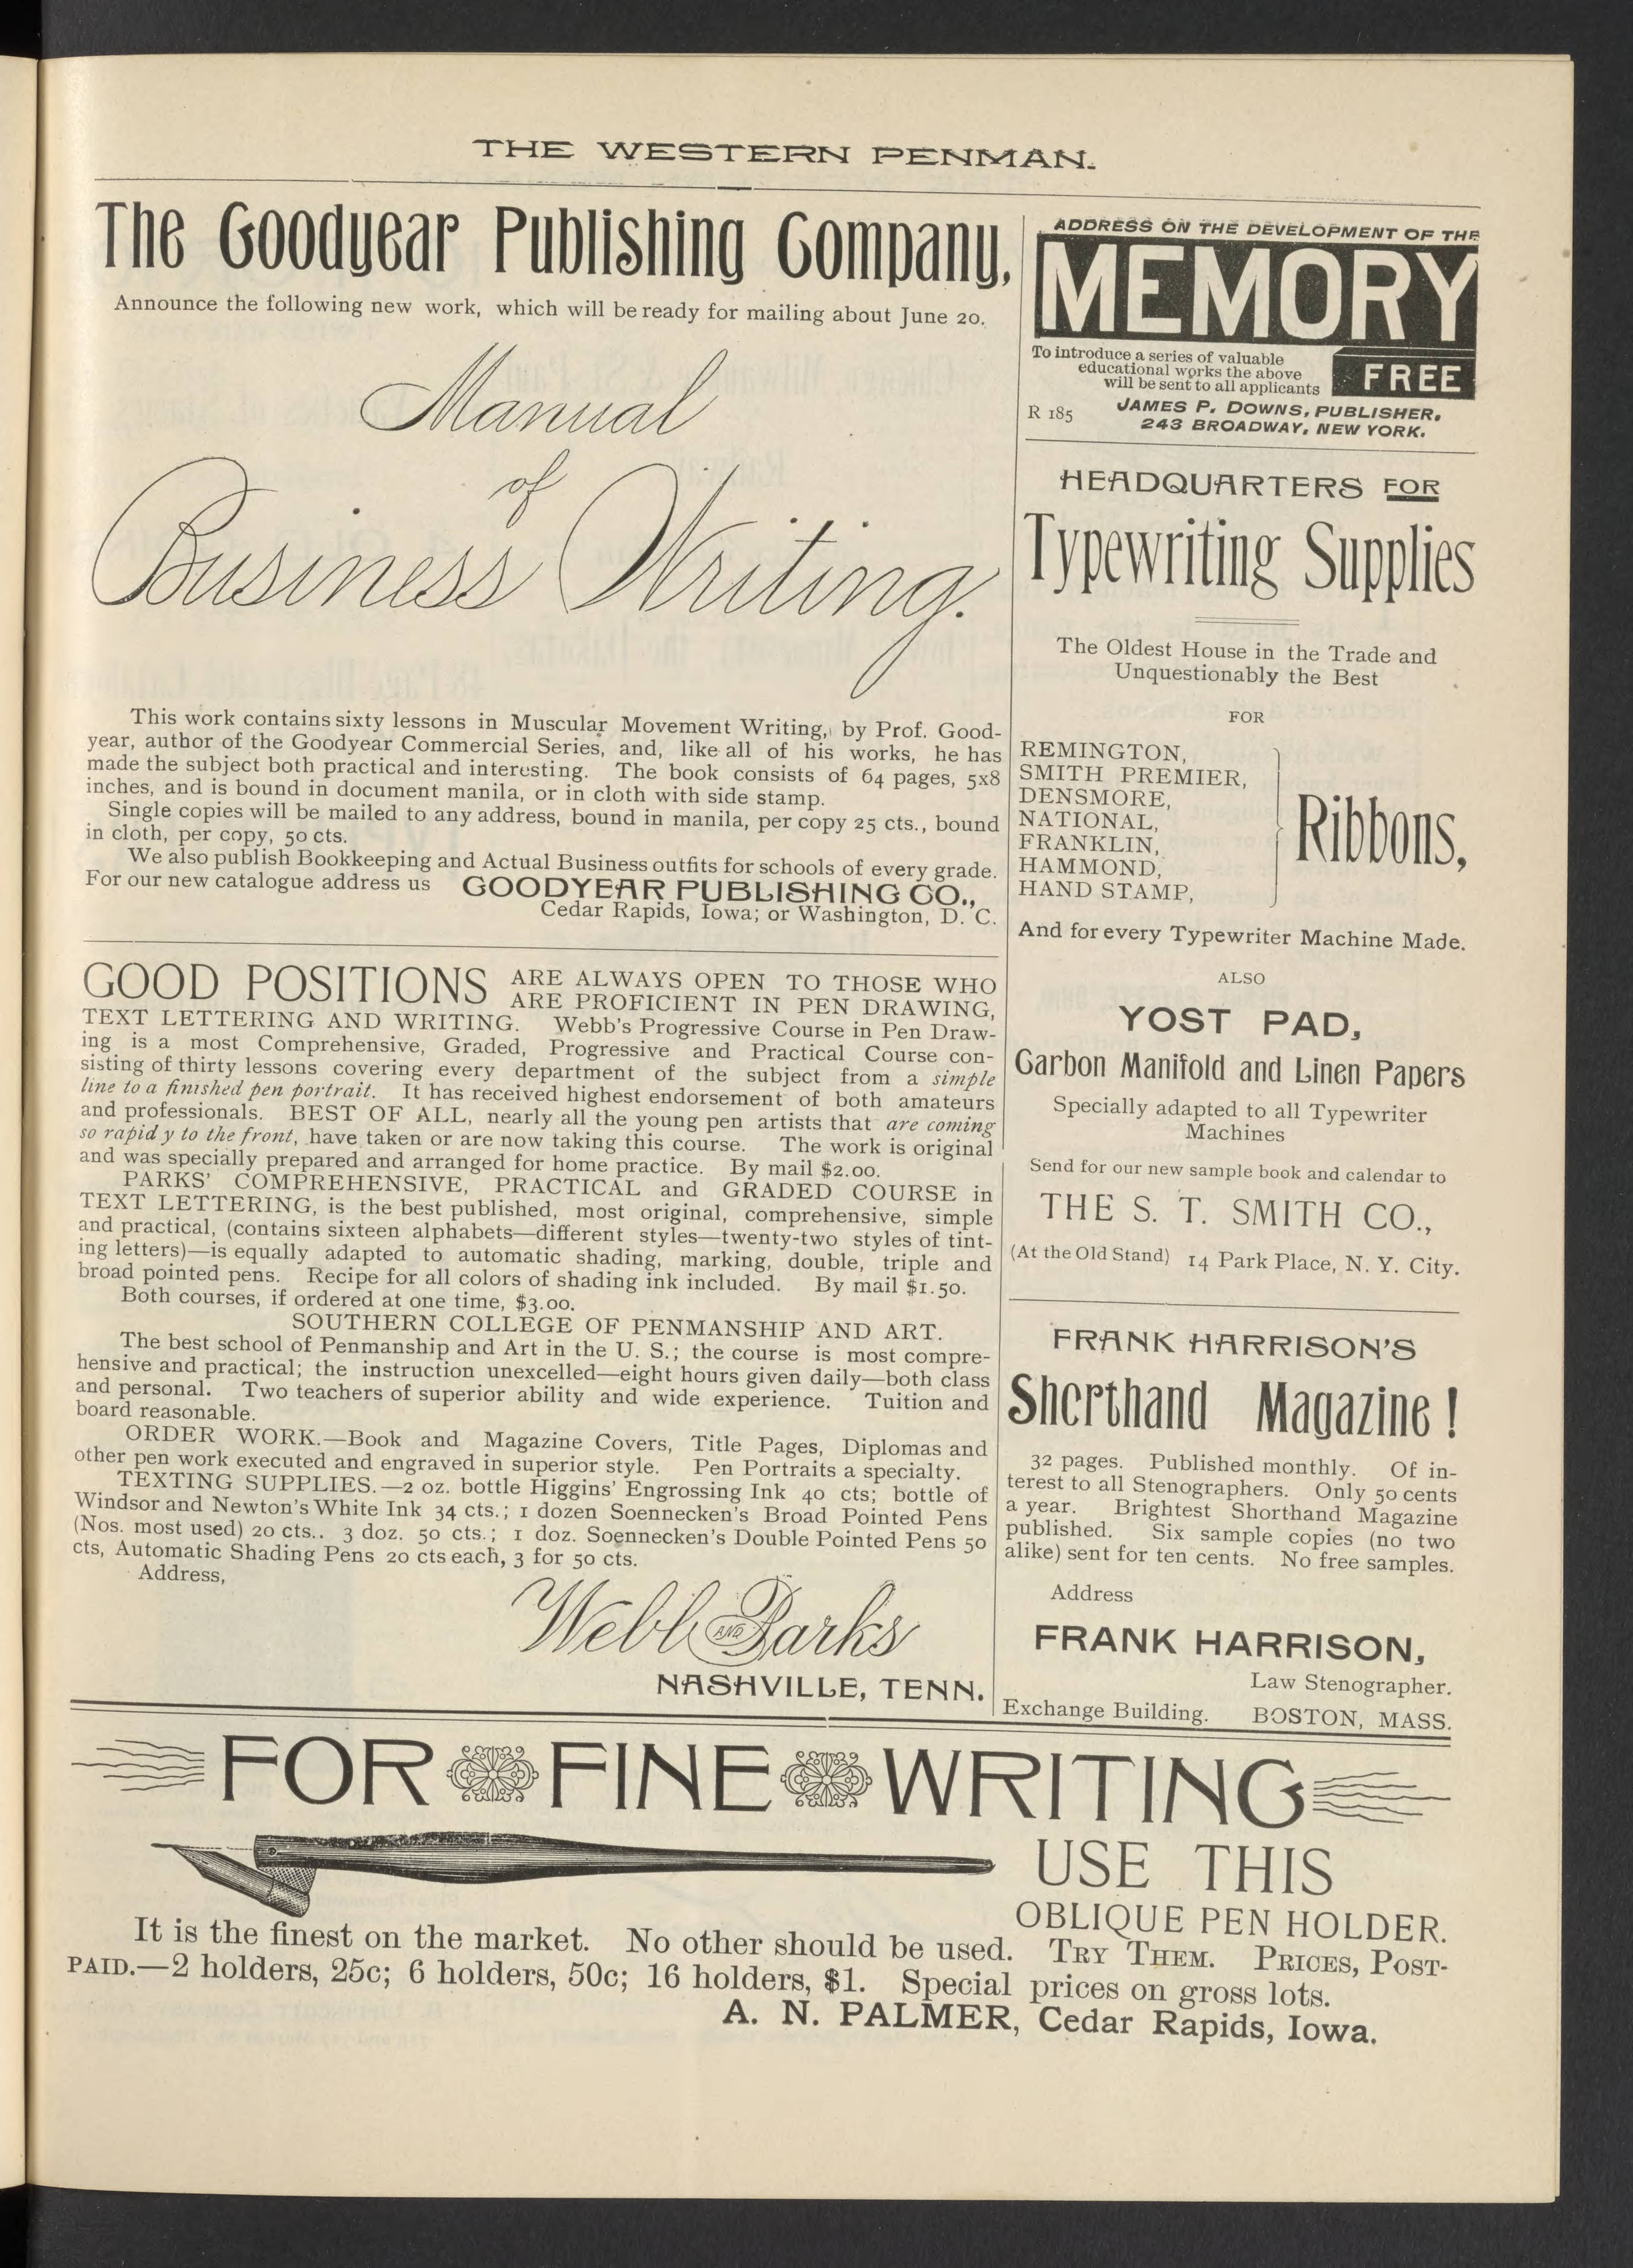 THE WESTERN PENMAN.
The Goodyear Publishing Company,
Announce the following new work, which will be ready for mailing about June 20.
Manual
of
Business Writing.
This work contains sixty lessons in Muscular Movement Writing, by Prof. Good-
year, author of the Goodyear Commercial Series, and, like all of his works, he has
made the subject both practical and interesting. The book consists of 64 pages, 5x8
inches, and is bound in document manila, or in cloth with side stamp.
Single copies will be mailed to any address, bound in manila, per copy 25 cts., bound
in cloth, per copy, 50 cts.
We also publish Bookkeeping and Actual Business outfits for schools of every grade.
For our new catalogue address us GOODYEAR PUBLISHING CO.,
Cedar Rapids, Iowa; or Washington, D. C.
GOOD POSITIONS ARE ALWAYS OPEN TO THOSE WHO
ARE PROFICIENT IN PEN DRAWING,
TEXT LETTERING AND WRITING. Webb's Progressive Course in Pen Draw-
ing is a most Comprehensive, Graded, Progressive and Practical Course con-
sisting of thirty lessons covering every department of the subject from a simple
line to a finished pen portrait. It has received highest endorsement of both amateurs
and professionals. BEST OF ALL, nearly all the young pen artists that are coming
so rapid y to the front, have taken or are now taking this course. The work is original
and was specially prepared and arranged for home practice. By mail $2.00.
PARKS' COMPREHENSIVE, PRACTICAL and GRADED COURSE in
TEXT LETTERING, is the best published, most original, comprehensive, simple
and practical, (contains sixteen alphabets—different styles—twenty-two styles of tint-
ing letters)—is equally adapted to automatic shading, marking, double, triple and
broad pointed pens. Recipe for all colors of shading ink included. By mail $1.50.
Both courses, if ordered at one time, $3.00.
SOUTHERN COLLEGE OF PENMANSHIP AND ART.
The best school of Penmanship and Art in the U. S.; the course is most compre-
hensive and practical; the instruction unexcelled—eight hours given daily—both class
and personal. Two teachers of superior ability and wide experience. Tuition and
board reasonable.
ORDER WORK.—Book and Magazine Covers, Title Pages, Diplomas and
other pen work executed and engraved in superior style. Pen Portraits a specialty.
TEXTING SUPPLIES.—2 oz. bottle Higgins' Engrossing Ink 40 cts; bottle of
Windsor and Newton's White Ink 34 cts.; 1 dozen Soennecken's Broad Pointed Pens
(Nos. most used) 20 cts.. 3 doz. 50 cts.; 1 doz. Soennecken's Double Pointed Pens 50
cts, Automatic Shading Pens 20 cts each, 3 for 50 cts.
Address,
Webb AND Parks
NASHVILLE, TENN.
ADDRESS ON THE DEVELOPMENT OF THE
MEMORY
To introduce a series of valuable
educational works the above
will be sent to all applicants
FREE
R 185 JAMES P. DOWNS, PUBLISHER.
243 BROADWAY, NEW YORK.
HEADQUARTERS FOR
Typewriting Supplies
The Oldest House in the Trade and
Unquestionably the Best
FOR
REMINGTON,
SMITH PREMIER,
DENSMORE,
NATIONAL,
FRANKLIN,
HAMMOND,
HAND STAMP,
Ribbons,
And for every Typewriter Machine Made.
ALSO
YOST PAD,
Carbon Manifold and Linen Papers
Specially adapted to all Typewriter
Machines
Send for our new sample book and calendar to
THE S. T. SMITH CO.,
(At the Old Stand) 14 Park Place, N. Y. City.
FRANK HARRISON'S
Shorthand Magazine!
32 pages. Published monthly. Of in-
terest to all Stenographers. Only 50 cents
a year. Brightest Shorthand Magazine
published. Six sample copies (no two
alike) sent for ten cents. No free samples.
Address
FRANK HARRISON,
Law Stenographer.
Exchange Building. BOSTON, MASS.
FOR FINE WRITING
USE THIS
OBLIQUE PEN HOLDER.
It is the finest on the market. No other should be used. TRY THEM. PRICES, POST-
PAID.—2 holders, 25c; 6 holders, 50c; 16 holders, $1. Special prices on gross lots.
A. N. PALMER, Cedar Rapids, Iowa.